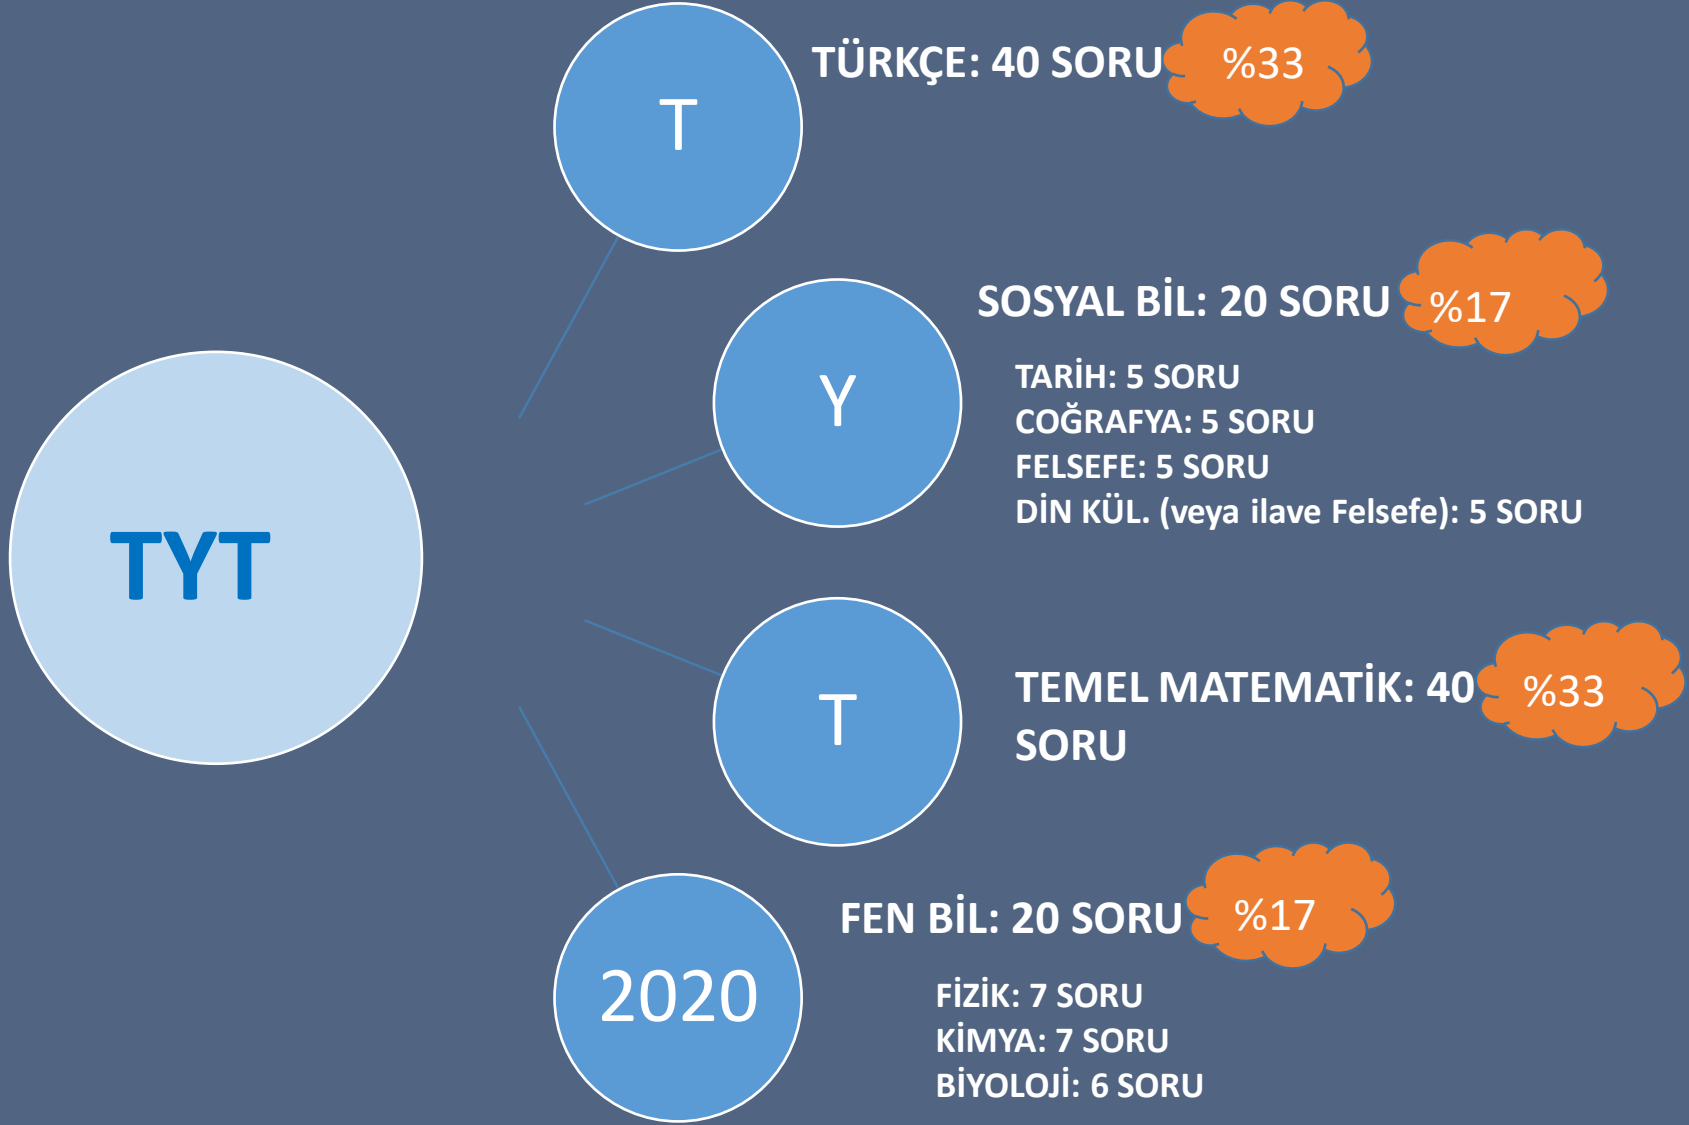 TYT
T
TÜRKÇE: 40 SORU
%33
Y
SOSYAL BİL: 20 SORU
%17
TARİH: 5 SORU
COĞRAFYA: 5 SORU
FELSEFE: 5 SORU
DİN KÜL. (veya ilave Felsefe): 5 SORU
T
TEMEL MATEMATİK: 40
SORU
%33
2020
FEN BİL: 20 SORU
%17
FİZİK: 7 SORU
KİMYA: 7 SORU
BİYOLOJİ: 6 SORU